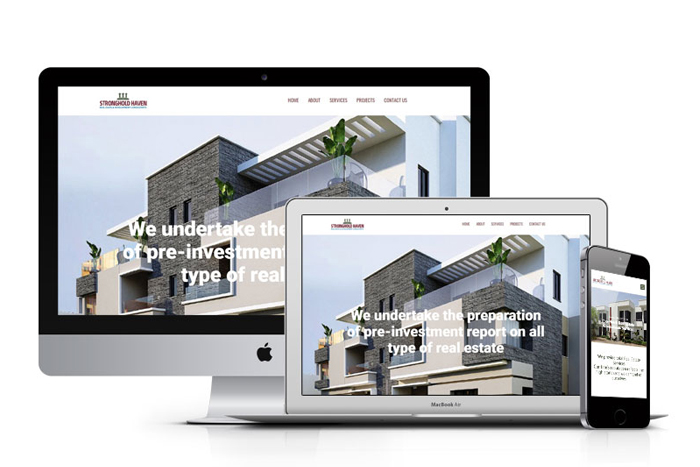 STRONGHOLD HAVEN
HOME ABOUT SERVICES PROJECTS CONTACT US
We undertake the
of pre-investment
type of real
STRONGHOLD HAVEN
HOME ABOUT SERVICES PROJECTS CONTACT US
We undertake the preparation
of pre-investment report on all
type of real estate
MacBook Air